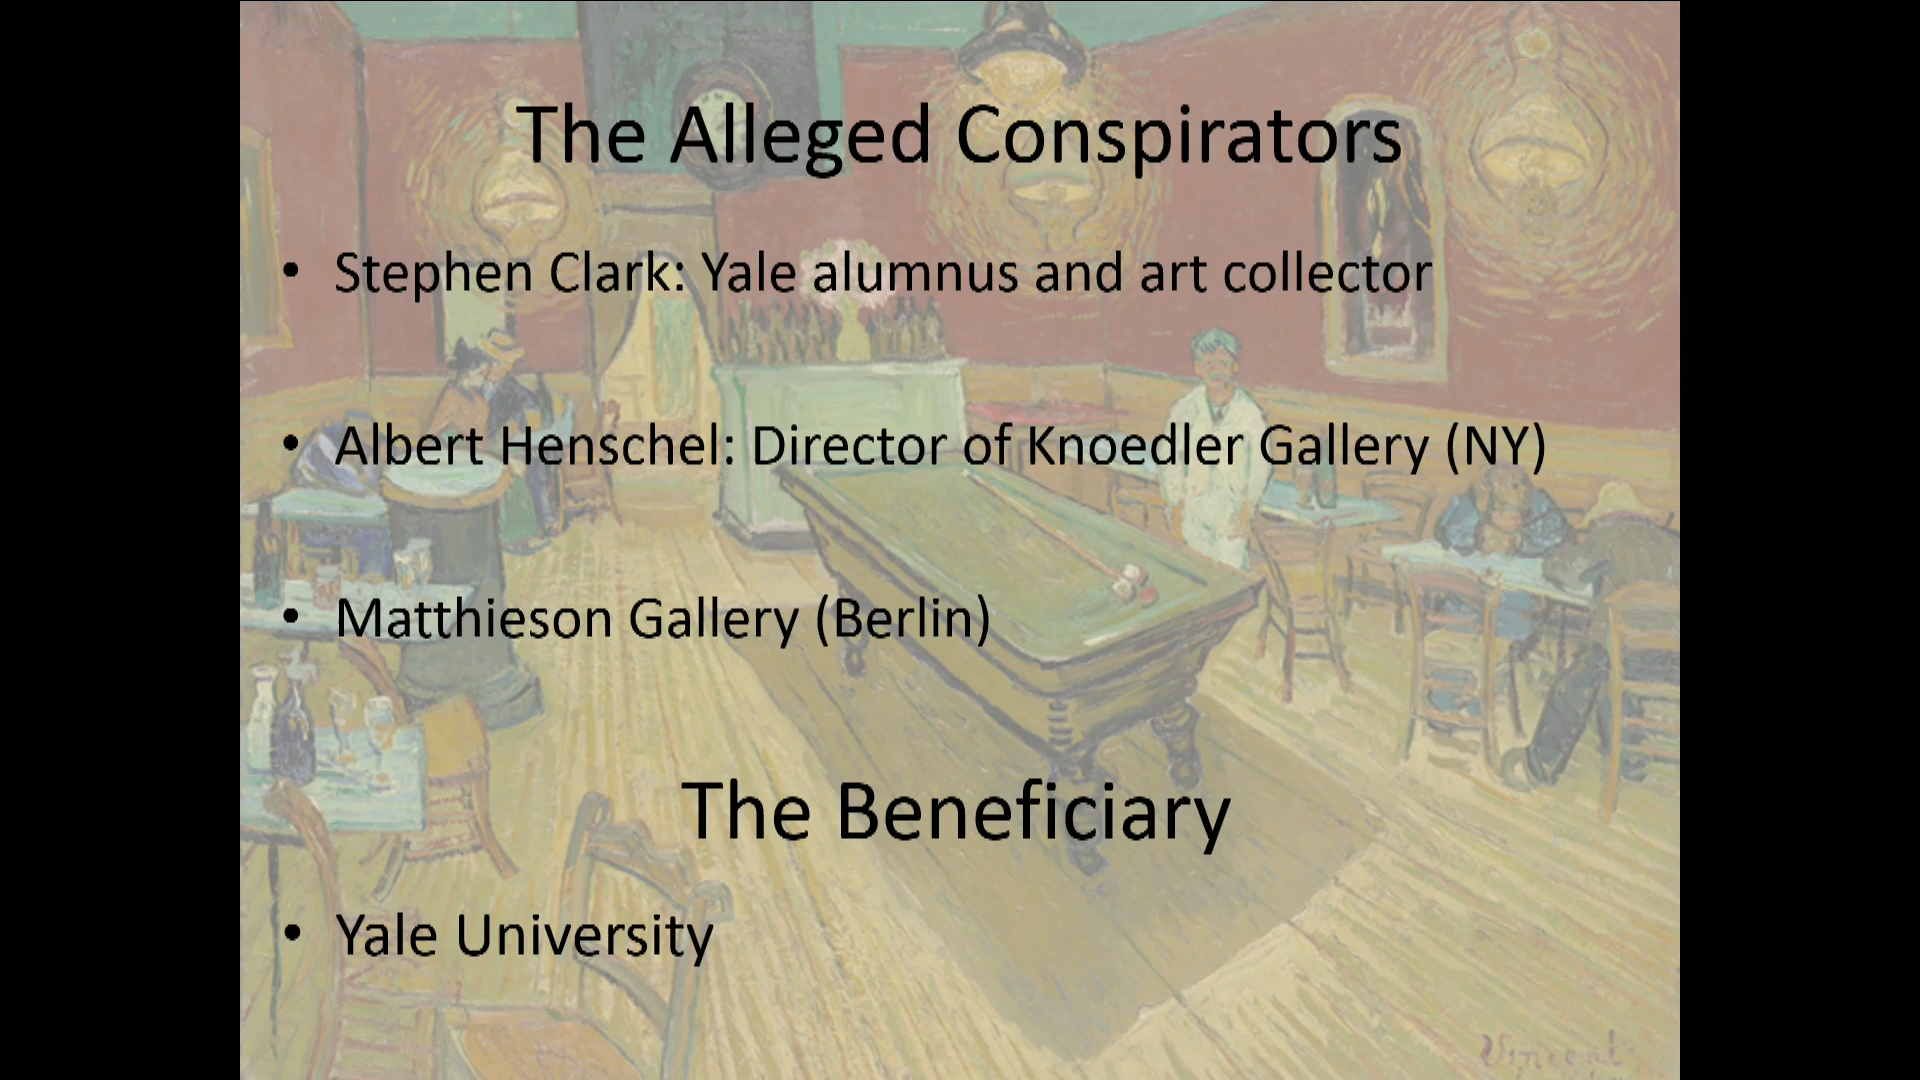 The Alleged Conspirators
• Stephen Clark: Yale alumnus and art collector
• Albert Henschel: Director of Knoedler Gallery (NY)
• Matthieson Gallery (Berlin)
The Beneficiary
• Yale University
Vincent